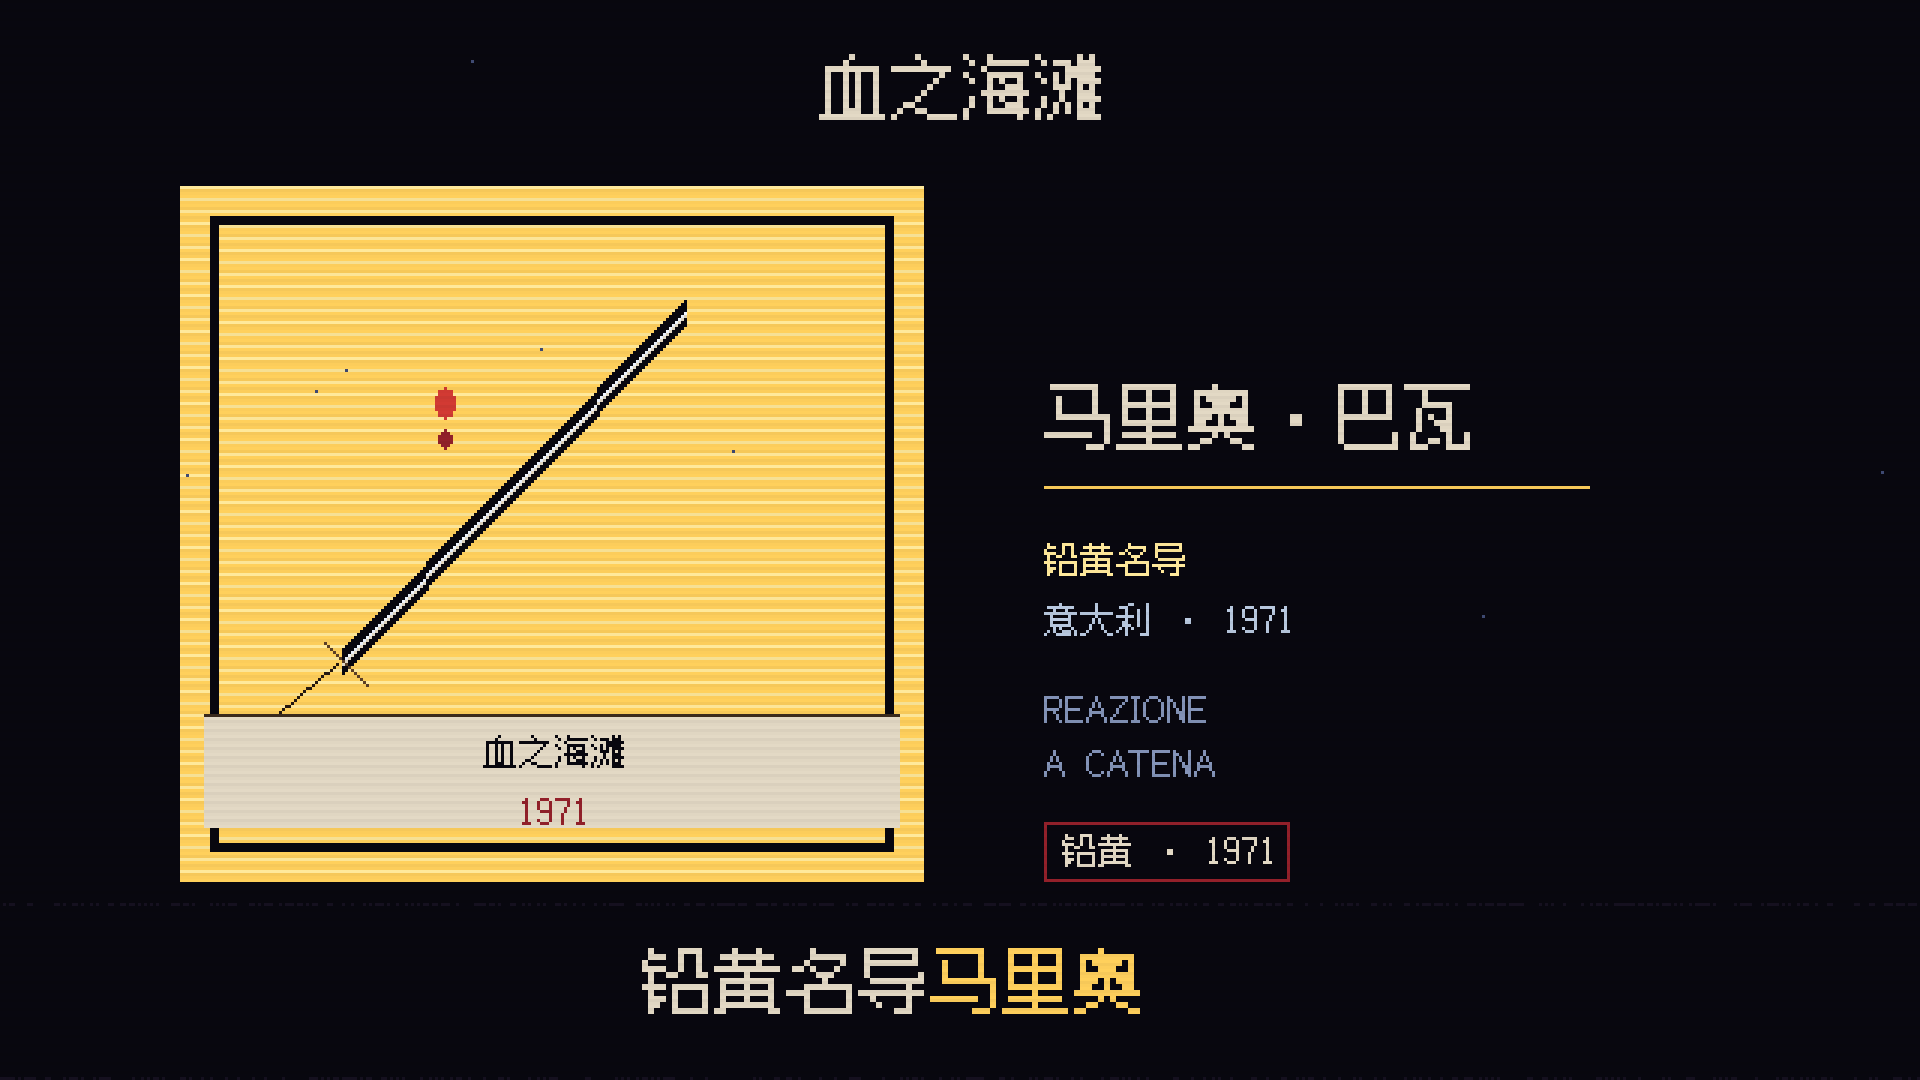 血之海滩
血之海滩
1971
马里奥·巴瓦
铅黄名导
意大利 · 1971
REAZIONE
A CATENA
铅黄 · 1971
铅黄名导马里奥